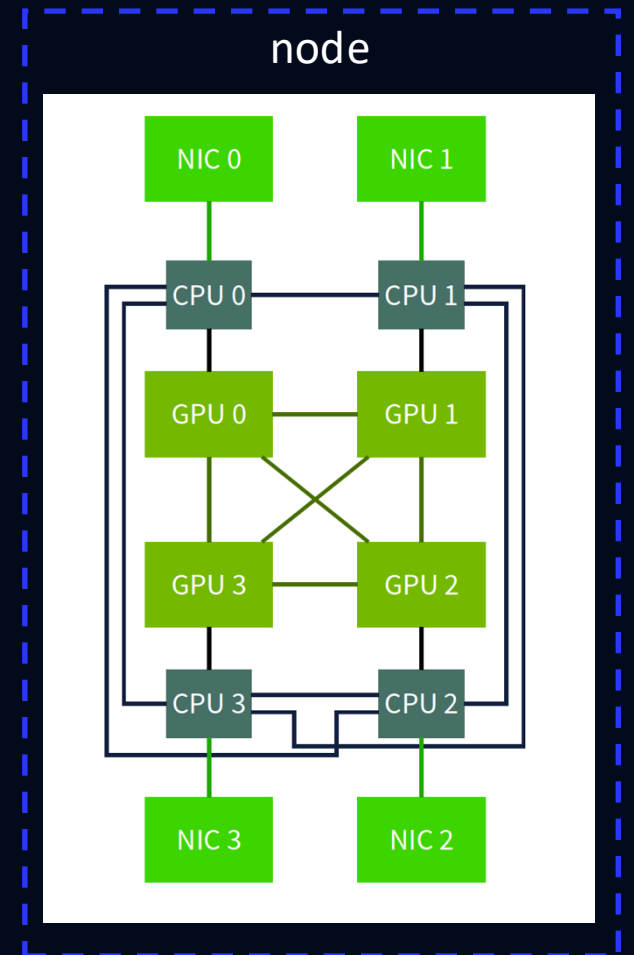 node
NIC 0
NIC 1
CPU 0
CPU 1
GPU 0
GPU 1
GPU 3
GPU 2
CPU 3
CPU 2
NIC 3
NIC 2